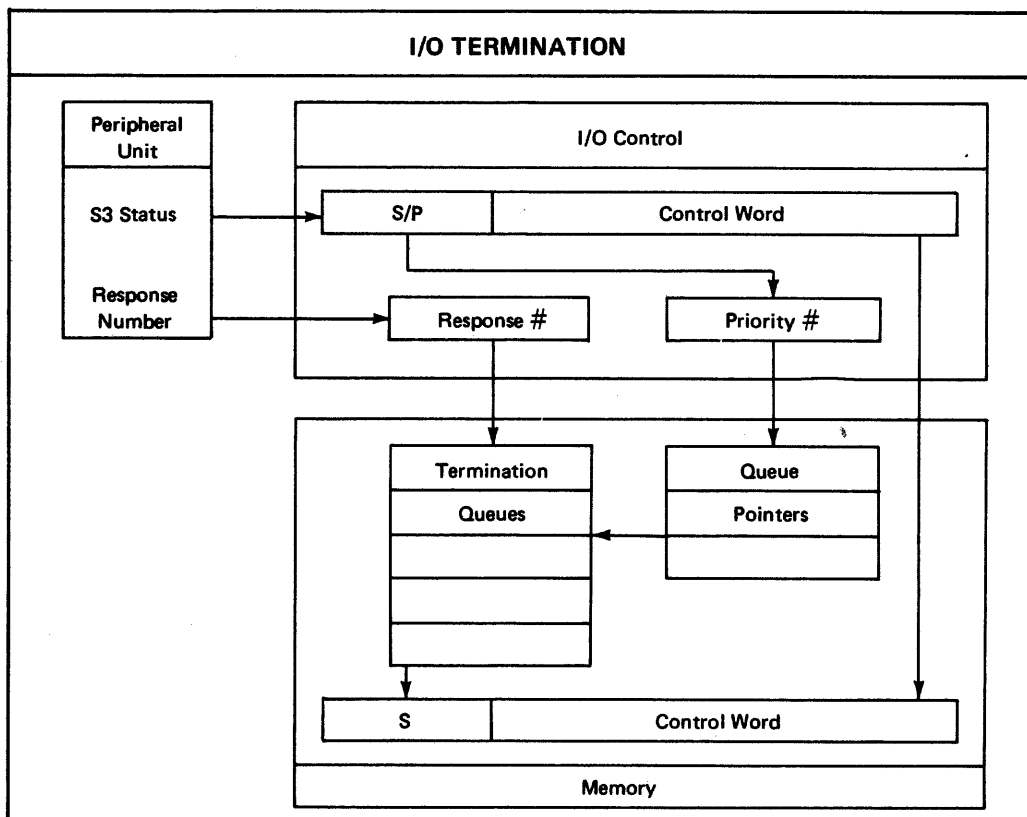 I/O TERMINATION
Peripheral
Unit
I/O Control
S3 Status
S/P
Control Word
Response
Number
Response #
Priority #
Termination
Queue
Queues
Pointers
S
Control Word
Memory